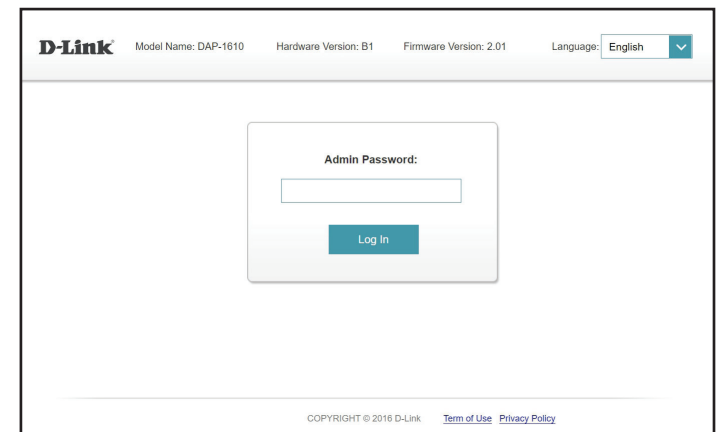 D-Link Model Name: DAP-1610 Hardware Version: B1 Firmware Version: 2.01 Language: English
Admin Password:
Log In
COPYRIGHT © 2016 D-Link Term of Use Privacy Policy